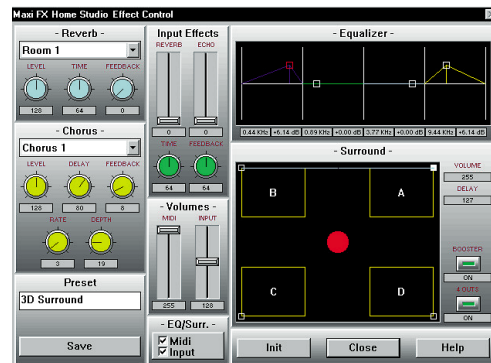 Maxi FX Home Studio Effect Control
- Reverb -
Room 1
LEVEL TIME FEEDBACK
128 64 0
- Chorus -
Chorus 1
LEVEL DELAY FEEDBACK
128 80 8
RATE DEPTH
3 19
Preset
3D Surround
Save
Input Effects
REVERB ECHO
0 0
TIME FEEDBACK
64 64
- Volumes -
MIDI INPUT
255 128
- EQ/Surr. -
Midi
Input
- Equalizer -
0.44 KHz +6.14 dB 0.89 KHz +0.00 dB 3.77 KHz +0.00 dB 9.44 KHz +6.14 dB
- Surround -
B A
C D
VOLUME
255
DELAY
127
BOOSTER
ON
4 OUTS
ON
Init Close Help